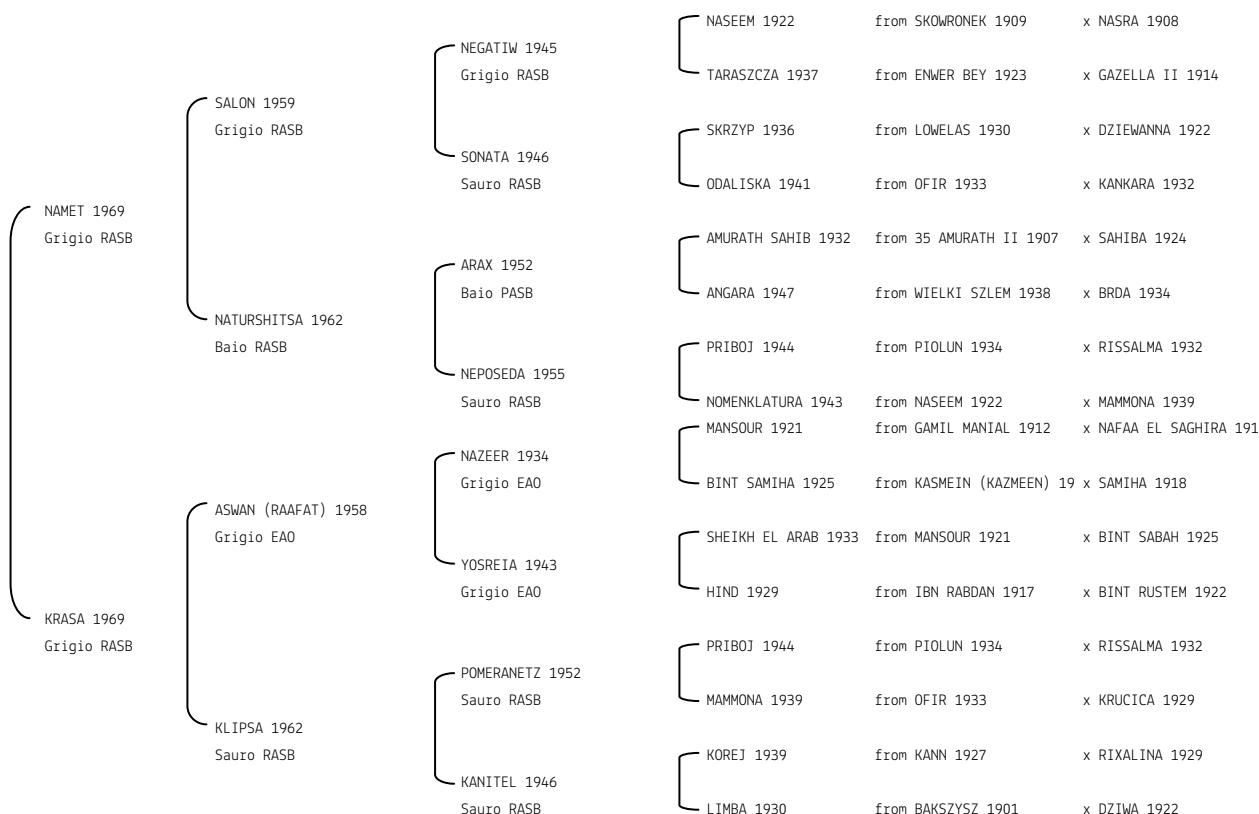 NASEEM 1922 from SKOWRONEK 1909 x NASRA 1908
NEGATIW 1945
Grigio RASB
TARASZCZA 1937 from ENWER BEY 1923 x GAZELLA II 1914
SALON 1959
Grigio RASB
SKRZYP 1936 from LOWELAS 1930 x DZIEWANNA 1922
SONATA 1946
Sauro RASB
ODALISKA 1941 from OFIR 1933 x KANKARA 1932
NAMET 1969
Grigio RASB
AMURATH SAHIB 1932 from 35 AMURATH II 1907 x SAHIBA 1924
ARAX 1952
Baio PASB
ANGARA 1947 from WIELKI SZLEM 1938 x BRDA 1934
NATURSHITSA 1962
Baio RASB
PRIBOJ 1944 from PIOLUN 1934 x RISSALMA 1932
NEPOSEDA 1955
Sauro RASB
NOMENKLATURA 1943 from NASEEM 1922 x MAMMONA 1939
MANSOUR 1921 from GAMIL MANIAL 1912 x NAFAA EL SAGHIRA 191
NAZEER 1934
Grigio EAO
BINT SAMIHA 1925 from KASMEIN (KAZMEEN) 19 x SAMIHA 1918
ASWAN (RAAFAT) 1958
Grigio EAO
SHEIKH EL ARAB 1933 from MANSOUR 1921 x BINT SABAH 1925
YOSREIA 1943
Grigio EAO
HIND 1929 from IBN RABDAN 1917 x BINT RUSTEM 1922
KRASA 1969
Grigio RASB
PRIBOJ 1944 from PIOLUN 1934 x RISSALMA 1932
POMERANETZ 1952
Sauro RASB
MAMMONA 1939 from OFIR 1933 x KRUCICA 1929
KLIPSA 1962
Sauro RASB
KOREJ 1939 from KANN 1927 x RIXALINA 1929
KANITEL 1946
Sauro RASB
LIMBA 1930 from BAKSZYSZ 1901 x DZIWA 1922